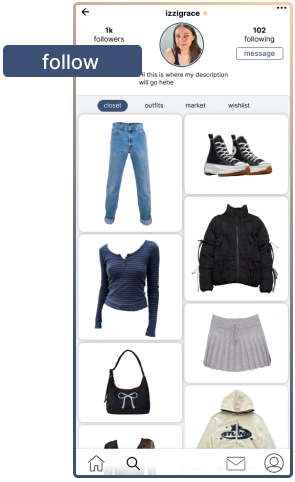 izzigrace
1k
followers
102
following
follow
message
Hi this is where my description
will go hehe
closet outfits market wishlist